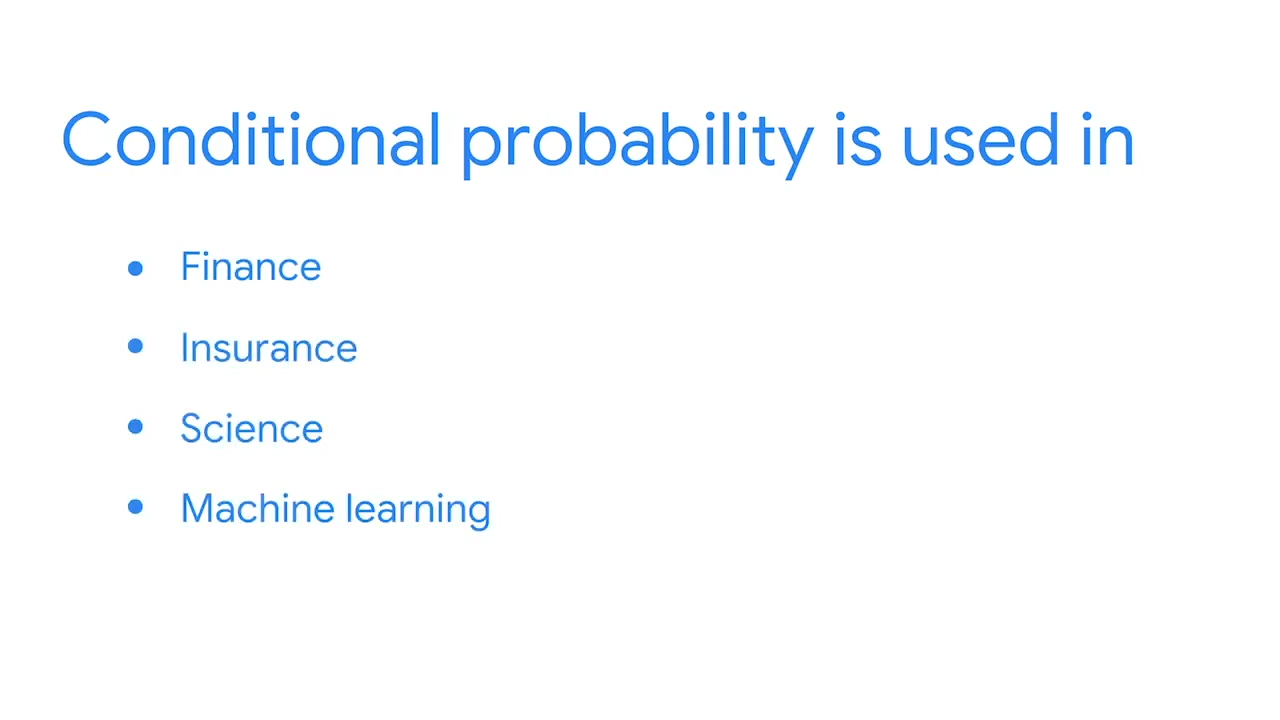 Conditional probability is used in
• Finance
• Insurance
• Science
• Machine learning